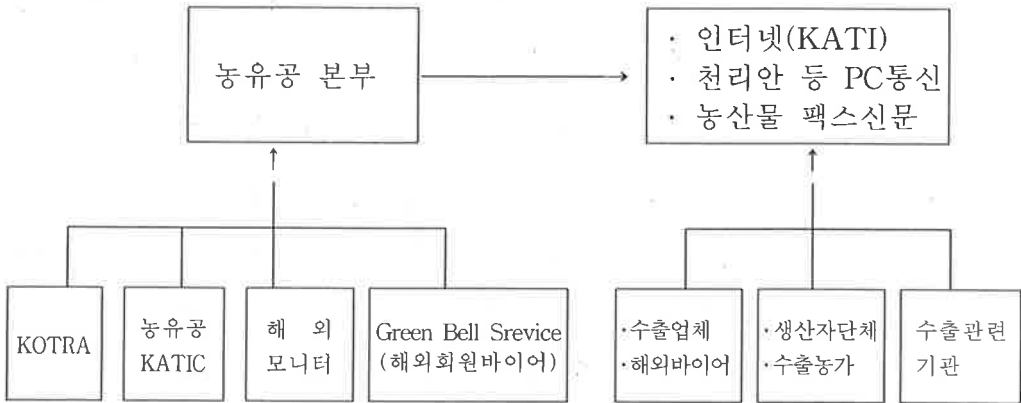 농유공 본부
· 인터넷(KATI)
· 천리안 등 PC통신
· 농산물 팩스신문
KOTRA
농유공
KATIC
해 외
모니터
Green Bell Srevice
(해외회원바이어)
·수출업체
·해외바이어
·생산자단체
·수출농가
수출관련
기관